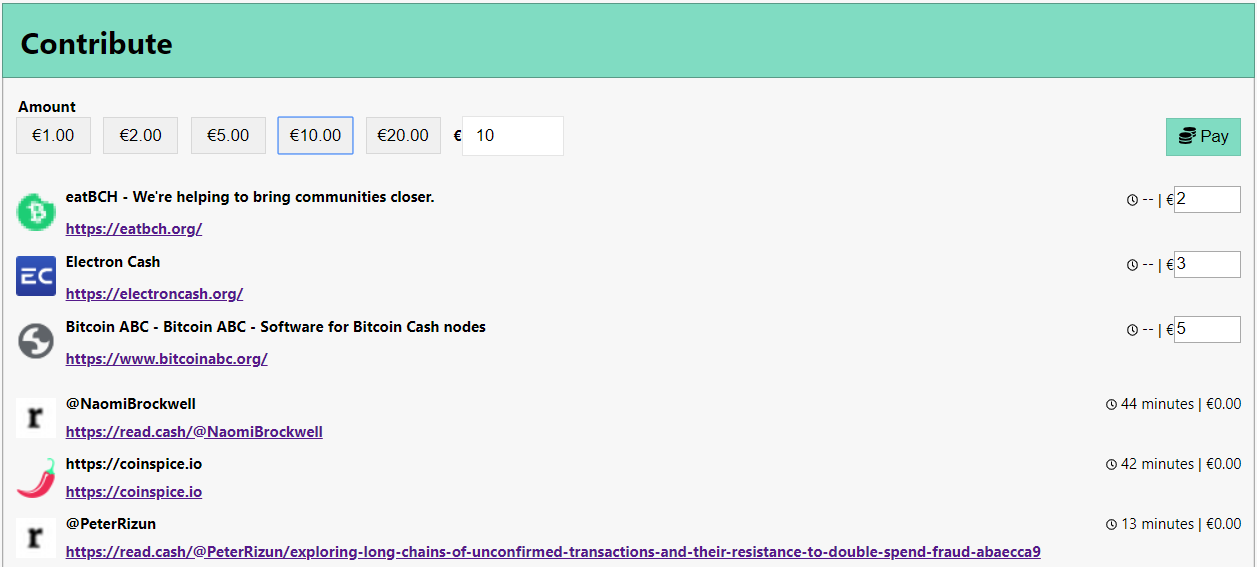 Contribute
Amount
€1.00 €2.00 €5.00 €10.00 €20.00 € 10 Pay
eatBCH - We're helping to bring communities closer. -- | € 2
https://eatbch.org/
Electron Cash -- | € 3
EC
https://electroncash.org/
Bitcoin ABC - Bitcoin ABC - Software for Bitcoin Cash nodes -- | € 5
https://www.bitcoinabc.org/
@NaomiBrockwell 44 minutes | €0.00
r
https://read.cash/@NaomiBrockwell
https://coinspice.io 42 minutes | €0.00
https://coinspice.io
@PeterRizun 13 minutes | €0.00
r
https://read.cash/@PeterRizun/exploring-long-chains-of-unconfirmed-transactions-and-their-resistance-to-double-spend-fraud-abaecca9